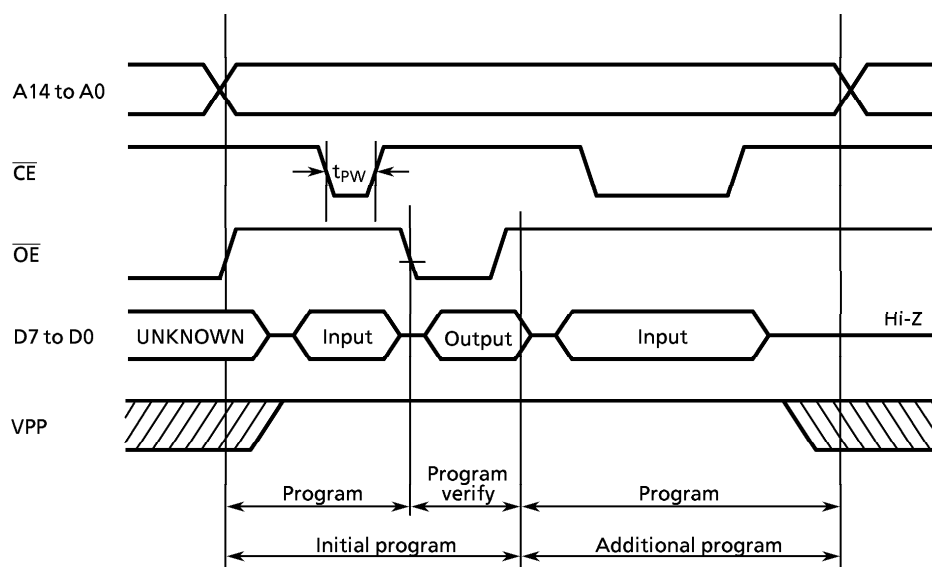 A14 to A0
CE
tPW
OE
D7 to D0
UNKNOWN
Input
Output
Input
Hi-Z
VPP
Program
Program
verify
Program
Initial program
Additional program